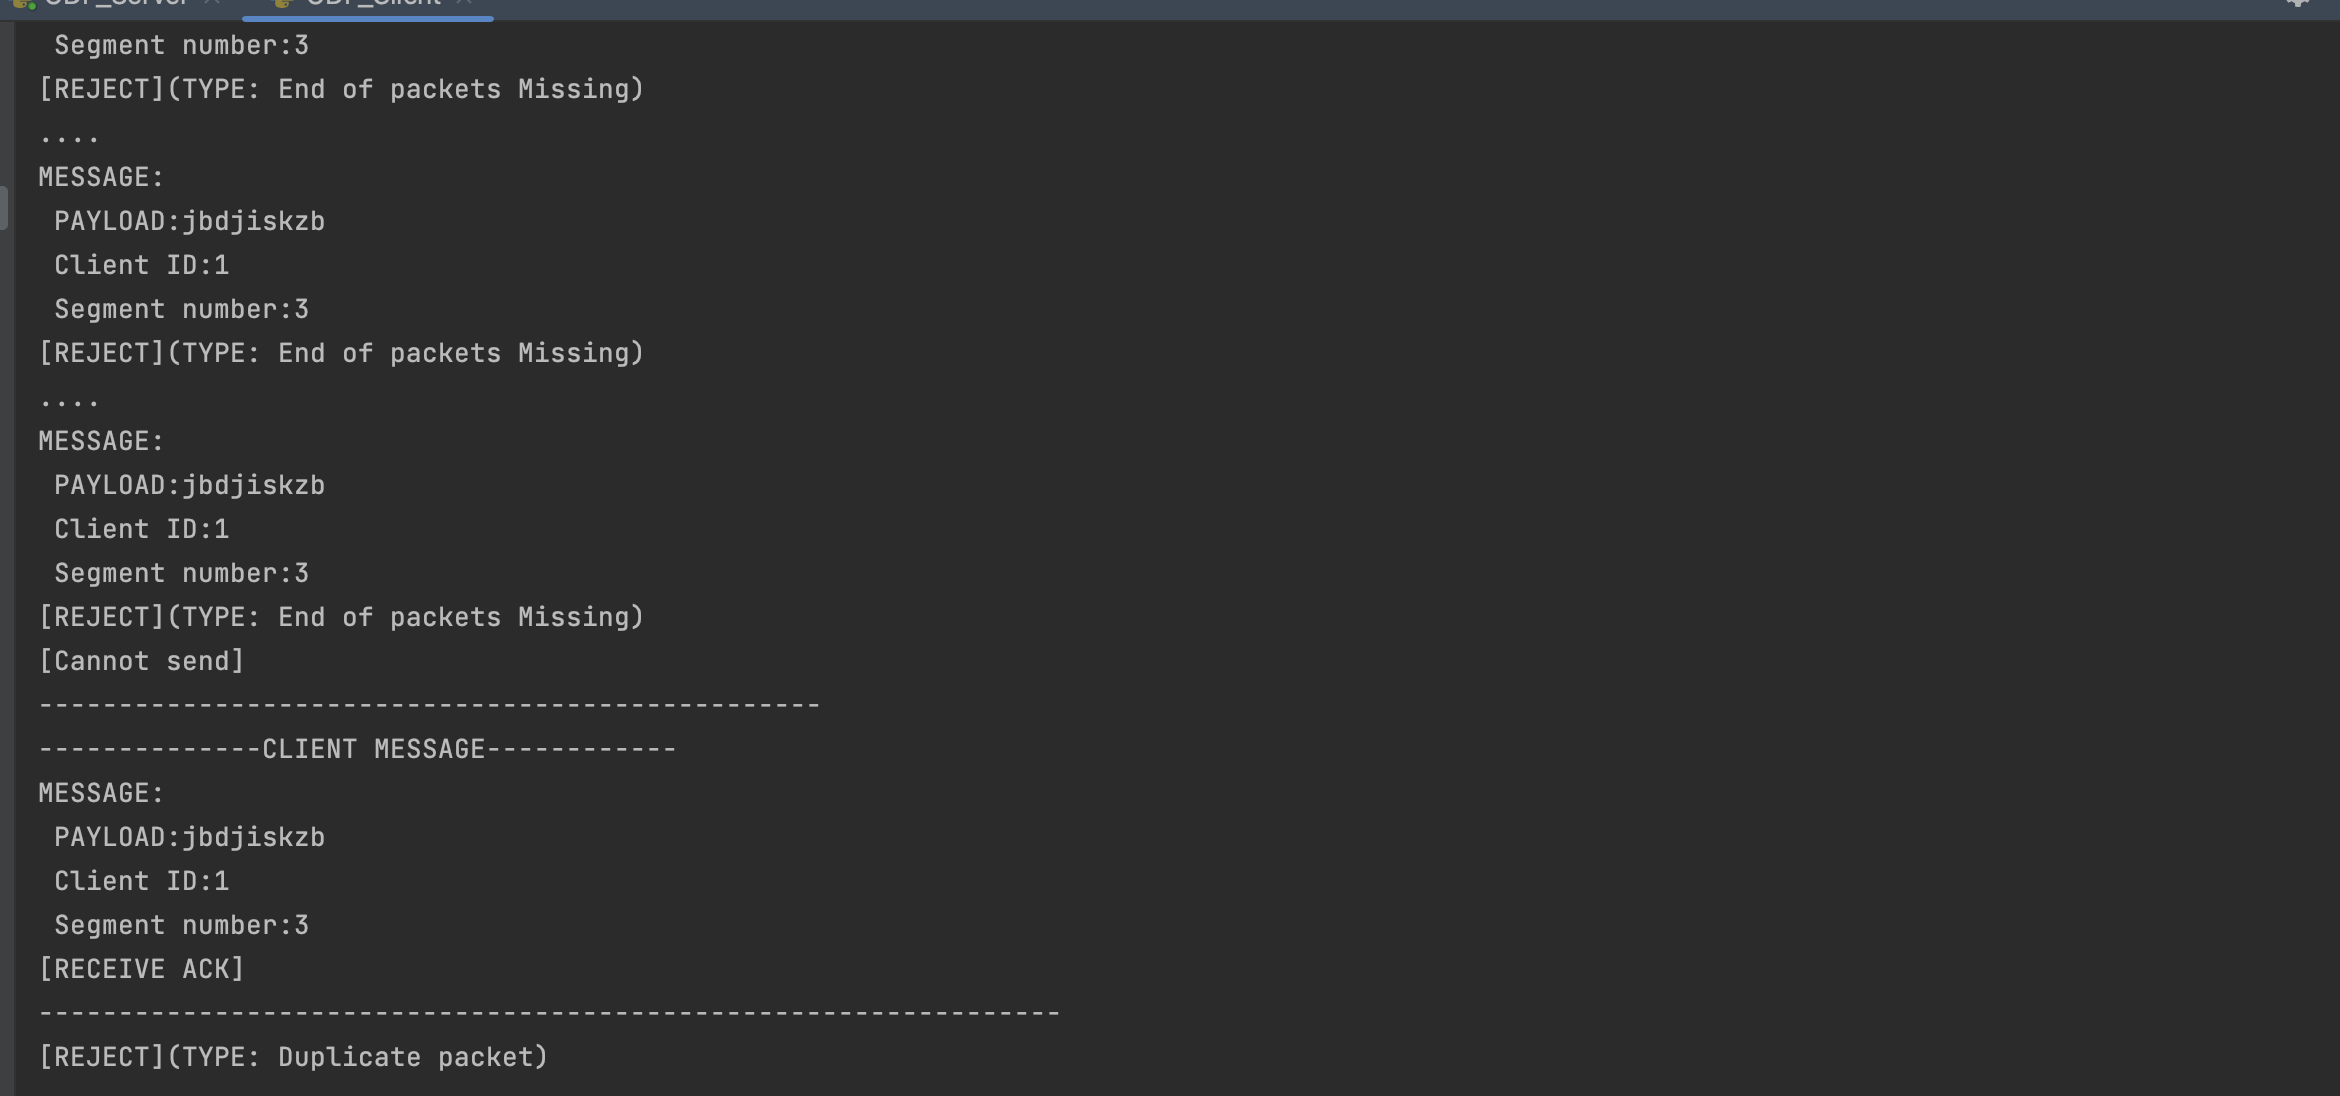 UDP_Server UDP_Client
Segment number:3
[REJECT](TYPE: End of packets Missing)
....
MESSAGE:
PAYLOAD:jbdjiskzb
Client ID:1
Segment number:3
[REJECT](TYPE: End of packets Missing)
....
MESSAGE:
PAYLOAD:jbdjiskzb
Client ID:1
Segment number:3
[REJECT](TYPE: End of packets Missing)
[Cannot send]
-------------------------------------------------
--------------CLIENT MESSAGE------------
MESSAGE:
PAYLOAD:jbdjiskzb
Client ID:1
Segment number:3
[RECEIVE ACK]
----------------------------------------------------------------
[REJECT](TYPE: Duplicate packet)